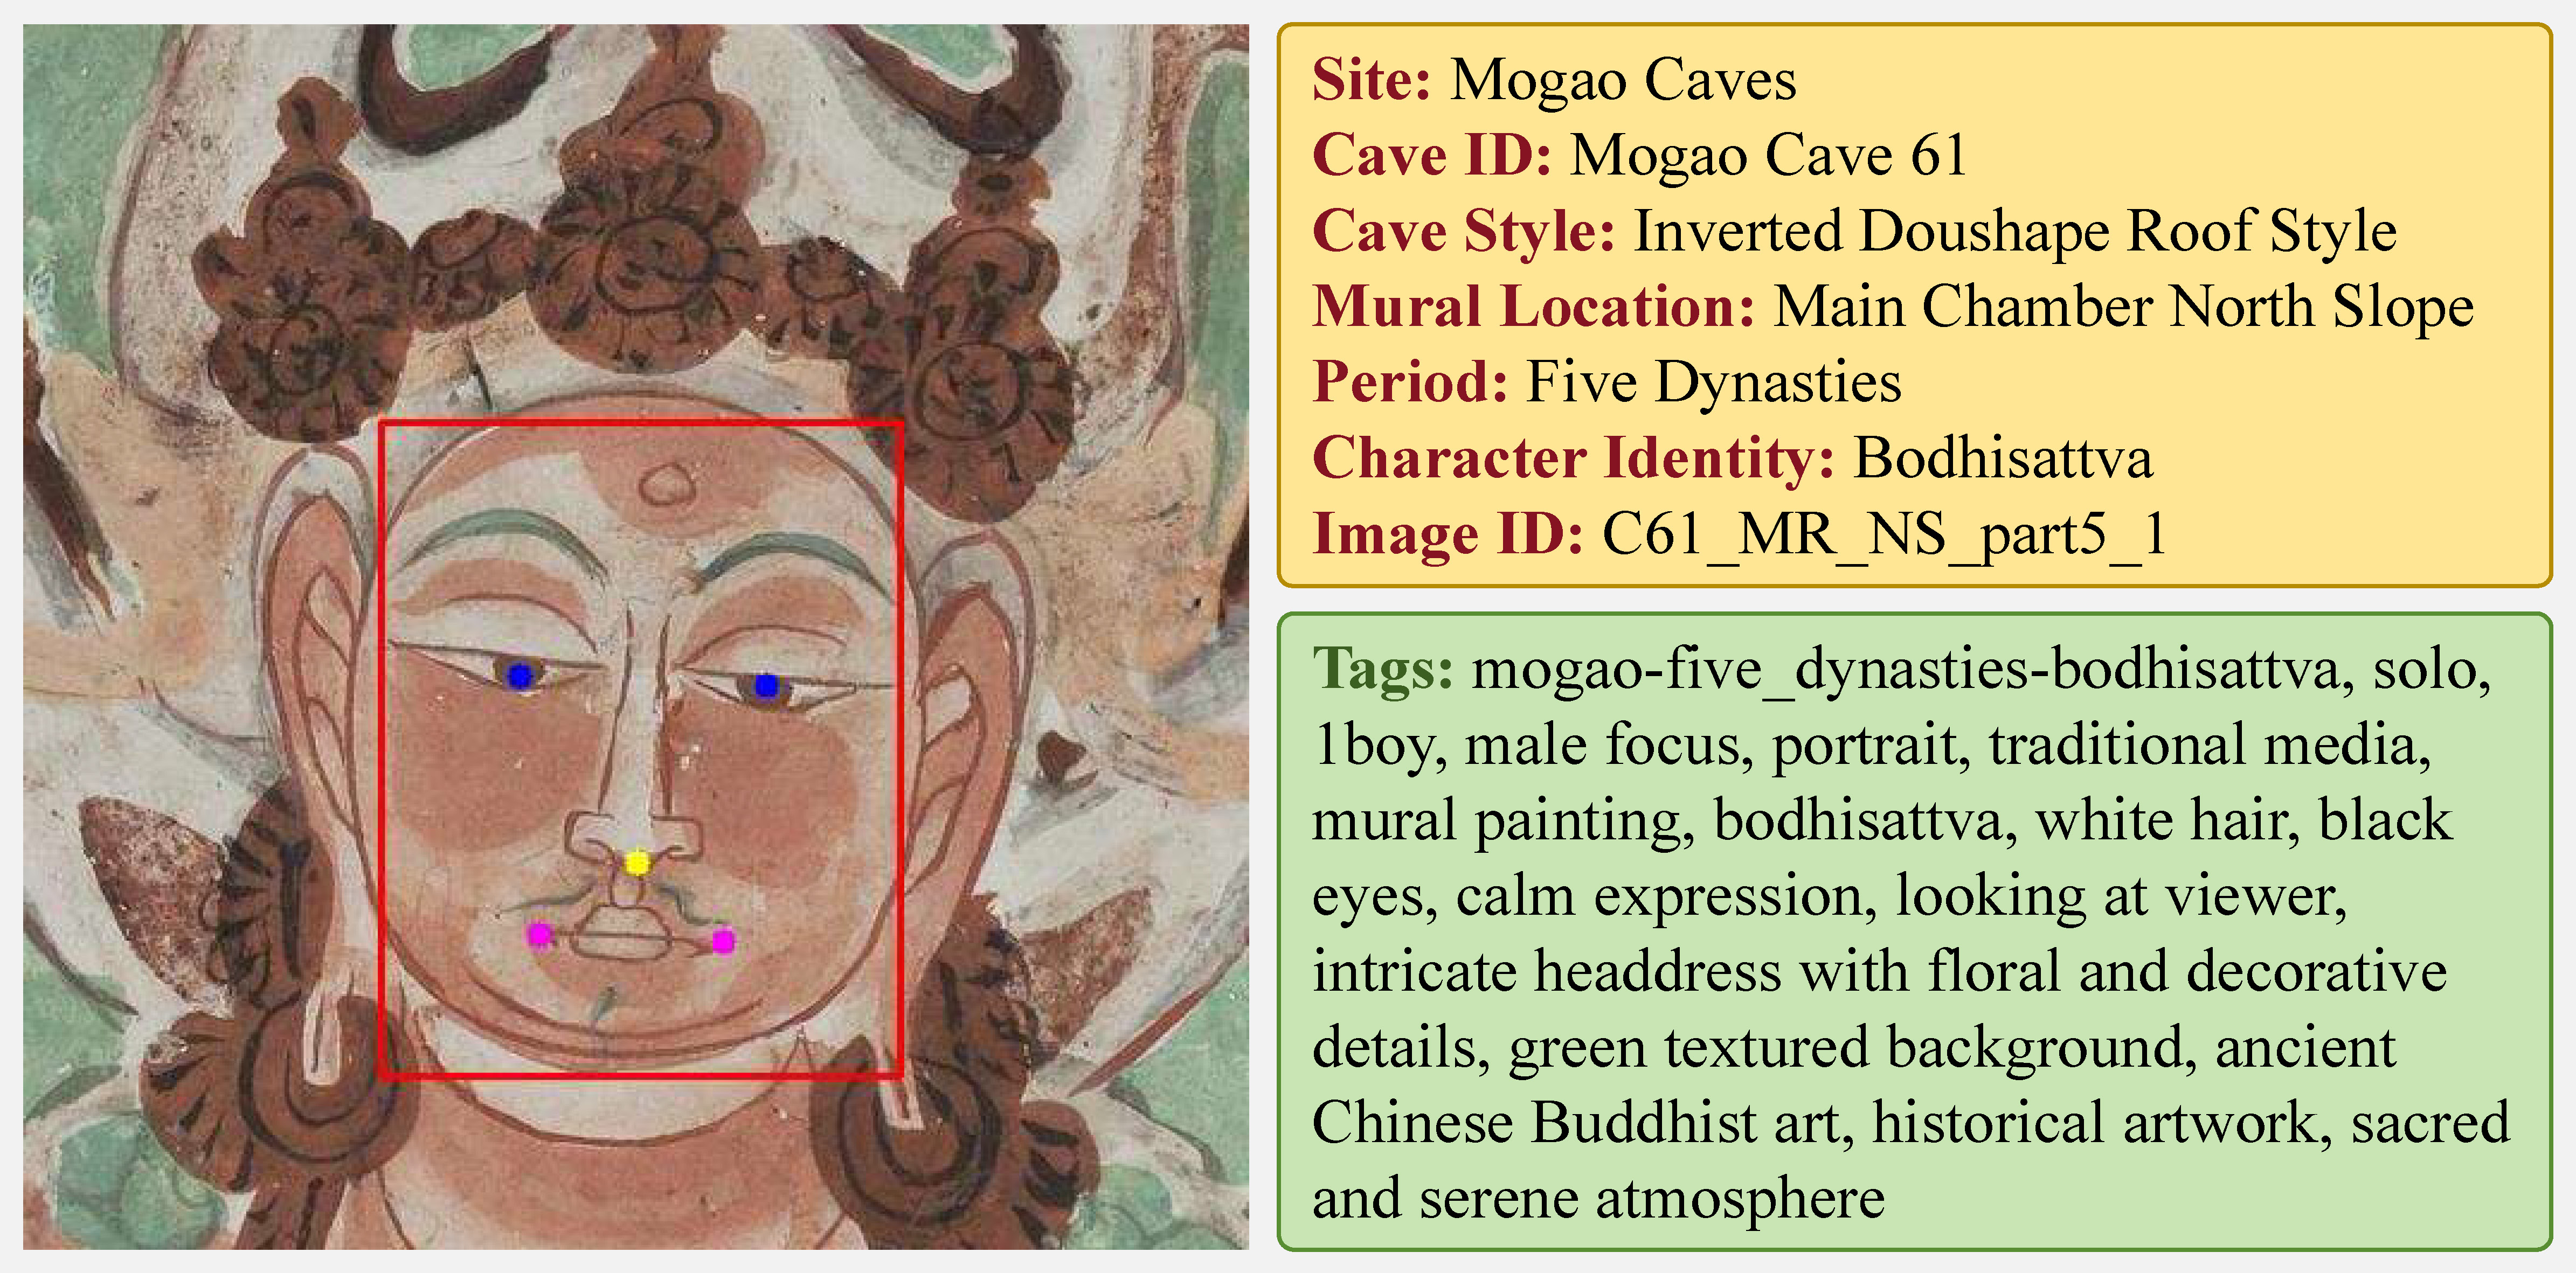 Site: Mogao Caves
Cave ID: Mogao Cave 61
Cave Style: Inverted Doushape Roof Style
Mural Location: Main Chamber North Slope
Period: Five Dynasties
Character Identity: Bodhisattva
Image ID: C61_MR_NS_part5_1
Tags: mogao-five_dynasties-bodhisattva, solo,
1boy, male focus, portrait, traditional media,
mural painting, bodhisattva, white hair, black
eyes, calm expression, looking at viewer,
intricate headdress with floral and decorative
details, green textured background, ancient
Chinese Buddhist art, historical artwork, sacred
and serene atmosphere